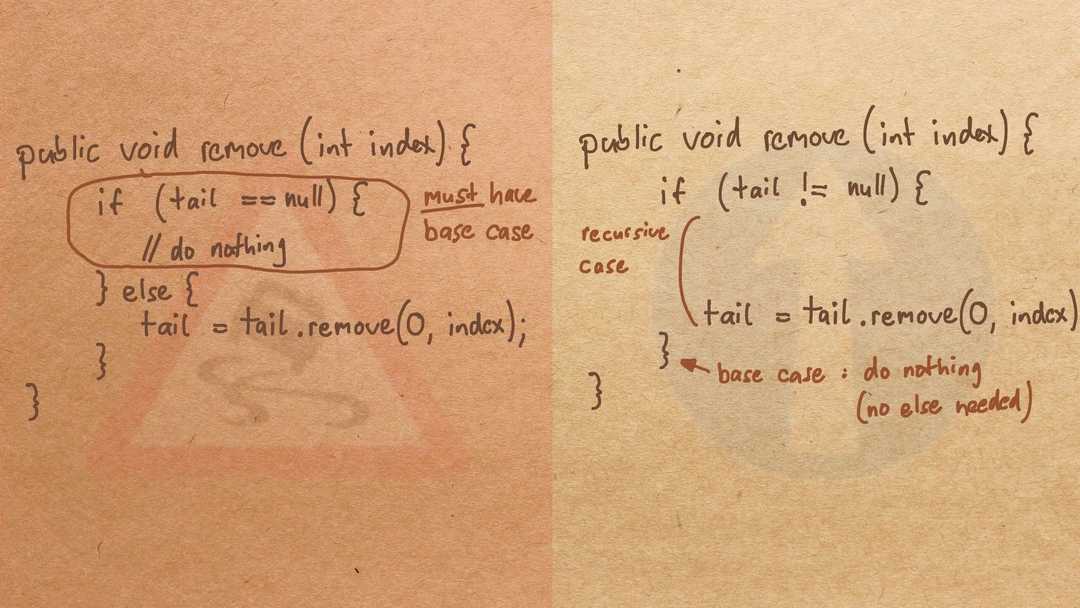 public void remove (int index) {
if (tail == null) {
// do nothing
} else {
tail = tail.remove(0, index);
}
}
must have
base case
public void remove (int index) {
if (tail != null) {
recursive
case
tail = tail.remove(0, index)
}
base case : do nothing
(no else needed)
}